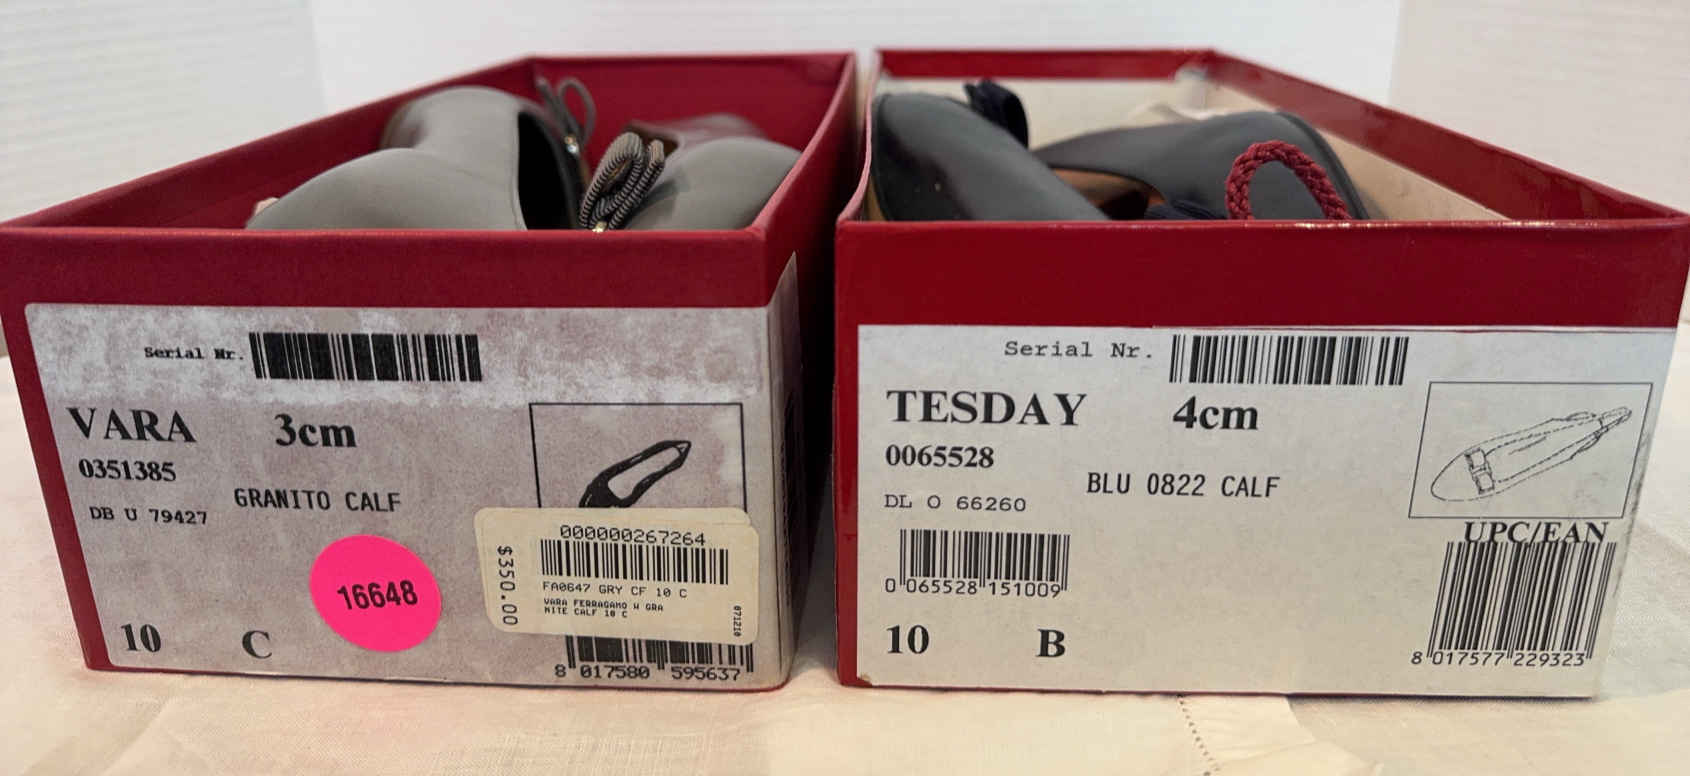 Serial Nr.
VARA 3cm
0351385
GRANITO CALF
DB U 79427
16648
10 C
000000267264
$350.00
FA0647 GRY CF 10 C
VARA FERRAGAMO W GRA
NITE CALF 10 C
071210
8 017580 595637
Serial Nr.
TESDAY 4cm
0065528
BLU 0822 CALF
DL O 66260
UPC/EAN
0 065528 151009
10 B
8 017577 229323